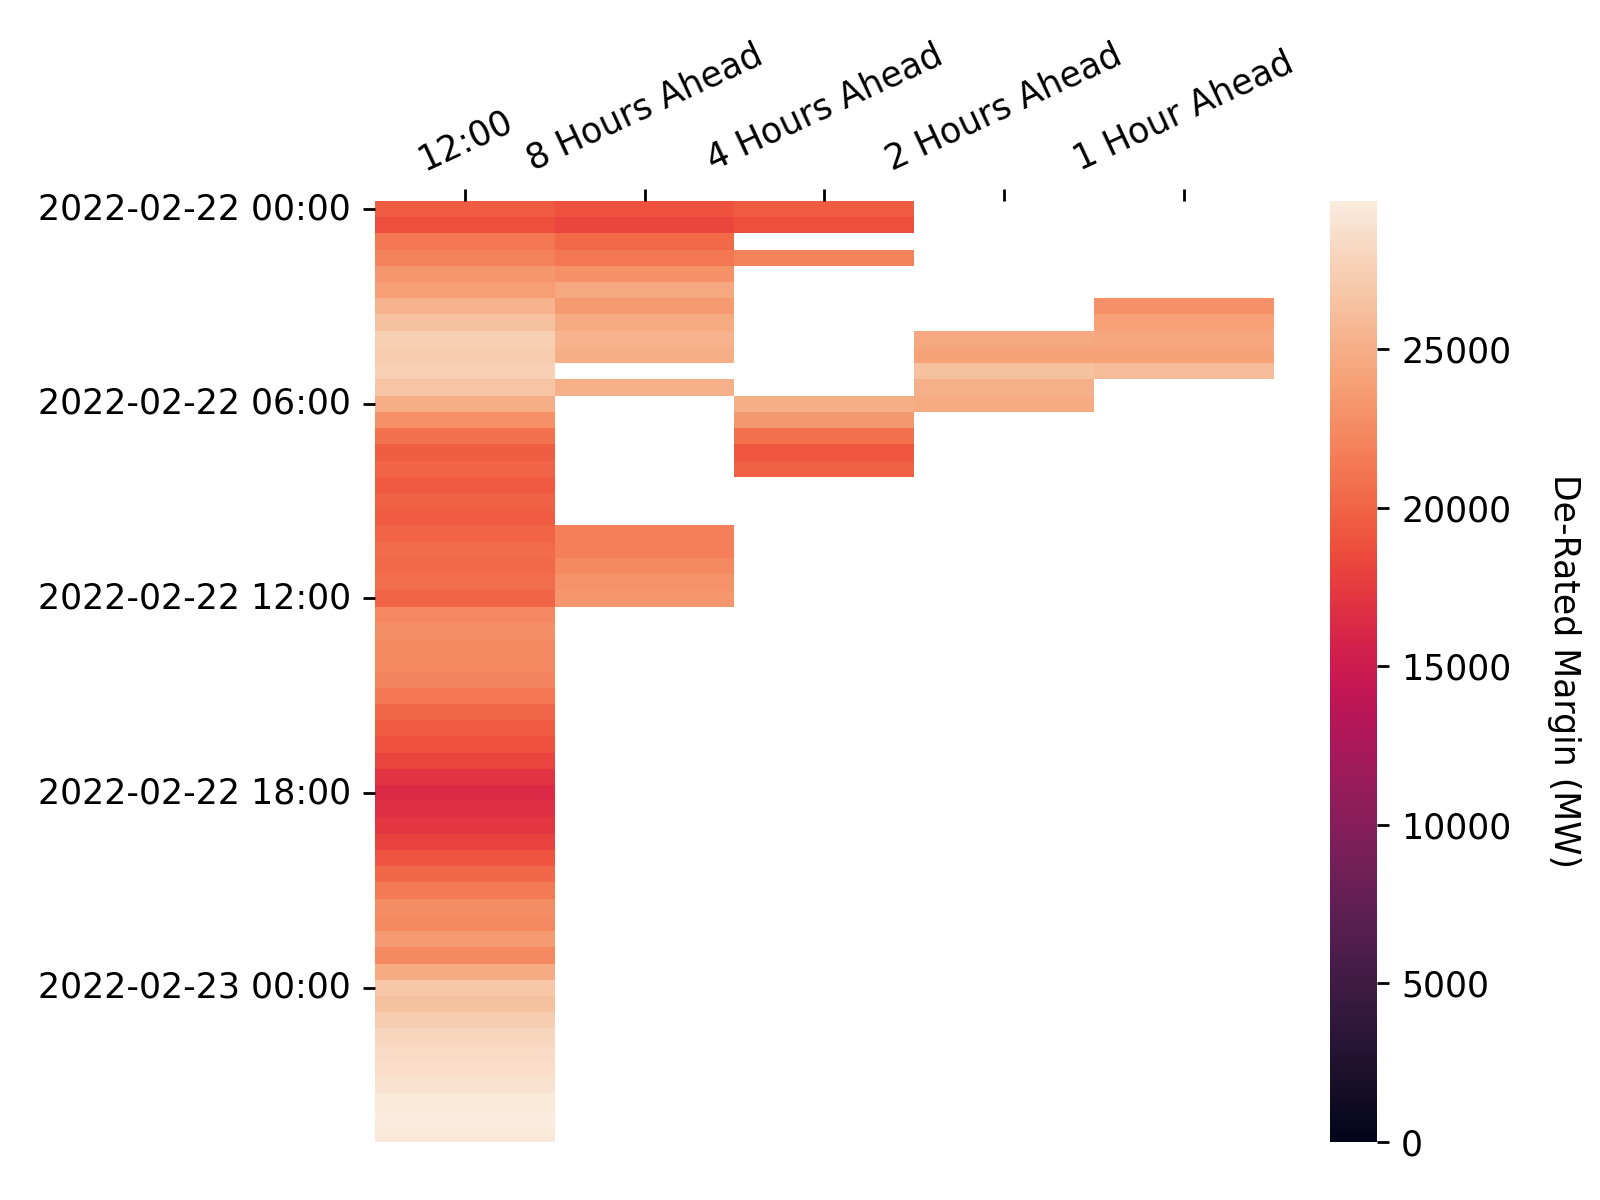 12:00
8 Hours Ahead
4 Hours Ahead
2 Hours Ahead
1 Hour Ahead
2022-02-22 00:00
2022-02-22 06:00
2022-02-22 12:00
2022-02-22 18:00
2022-02-23 00:00
25000
20000
15000
10000
5000
0
De-Rated Margin (MW)